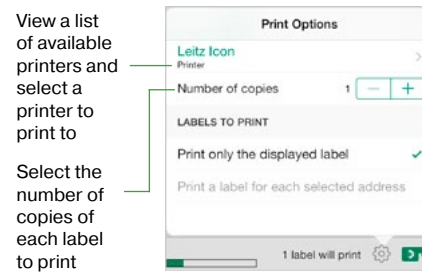 View a list
of available
printers and
select a
printer to
print to
Select the
number of
copies of
each label
to print
Print Options
Leitz Icon
Printer
Number of copies 1
LABELS TO PRINT
Print only the displayed label
Print a label for each selected address
1 label will print